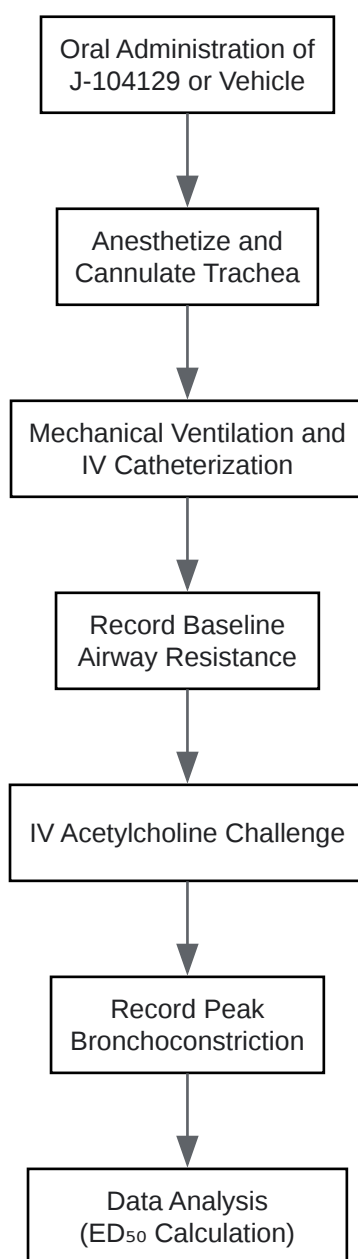 Oral Administration of
J-104129 or Vehicle
Anesthetize and
Cannulate Trachea
Mechanical Ventilation and
IV Catheterization
Record Baseline
Airway Resistance
IV Acetylcholine Challenge
Record Peak
Bronchoconstriction
Data Analysis
(ED₅₀ Calculation)